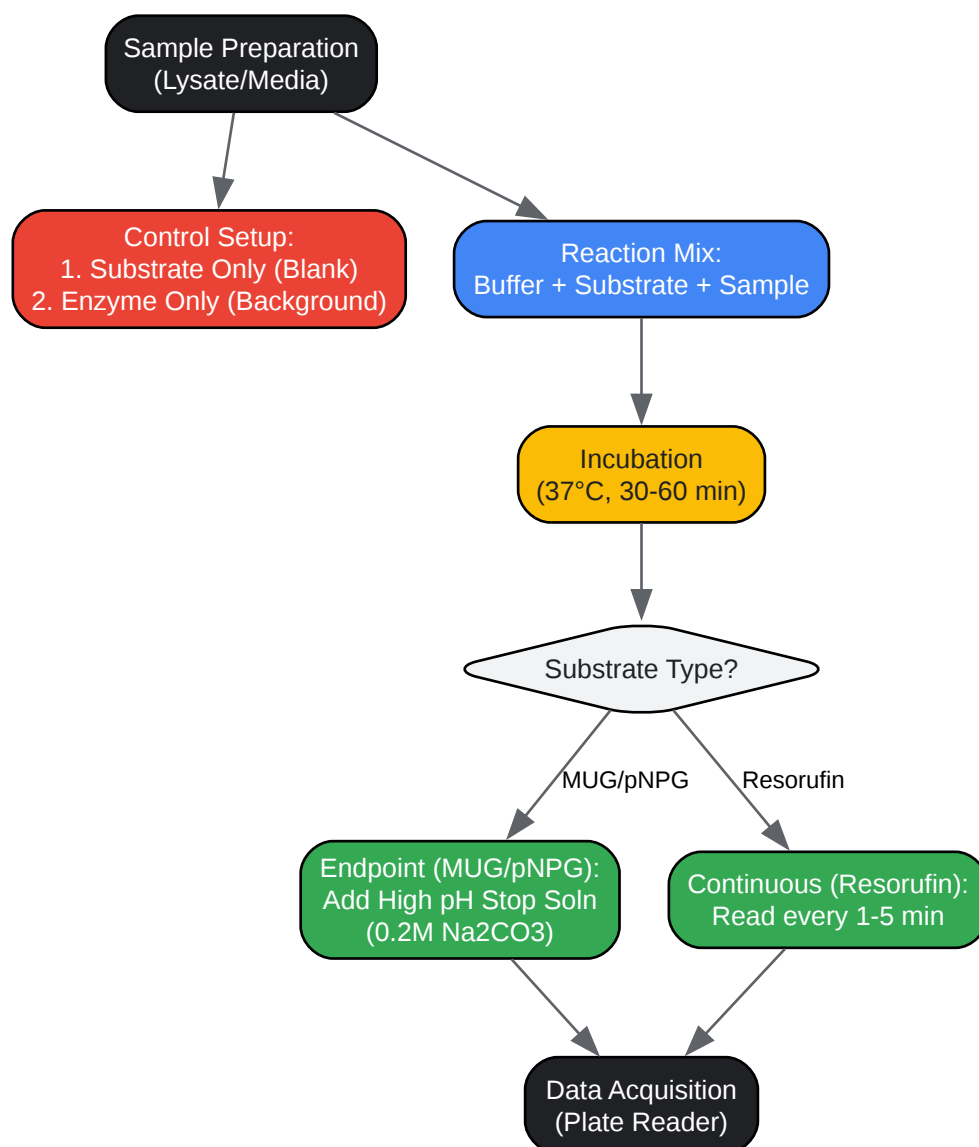 Sample Preparation
(Lysate/Media)
Control Setup:
1. Substrate Only (Blank)
2. Enzyme Only (Background)
Reaction Mix:
Buffer + Substrate + Sample
Incubation
(37°C, 30-60 min)
Substrate Type?
MUG/pNPG
Resorufin
Endpoint (MUG/pNPG):
Add High pH Stop Soln
(0.2M Na2CO3)
Continuous (Resorufin):
Read every 1-5 min
Data Acquisition
(Plate Reader)